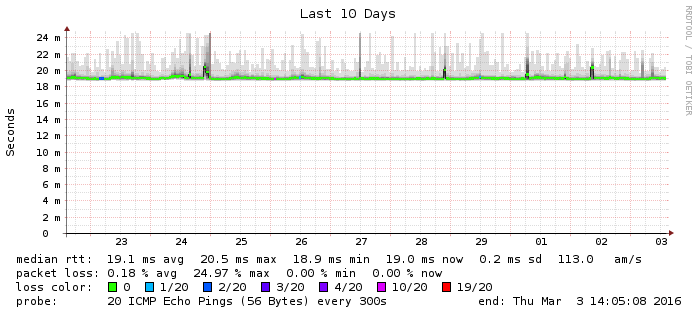 Last 10 Days
RRDTOOL / TOBI OETIKER
Seconds
24 m
22 m
20 m
18 m
16 m
14 m
12 m
10 m
8 m
6 m
4 m
2 m
0
23 24 25 26 27 28 29 01 02 03
median rtt: 19.1 ms avg 20.5 ms max 18.9 ms min 19.0 ms now 0.2 ms sd 113.0 am/s
packet loss: 0.18 % avg 24.97 % max 0.00 % min 0.00 % now
loss color: 0 1/20 2/20 3/20 4/20 10/20 19/20
probe: 20 ICMP Echo Pings (56 Bytes) every 300s end: Thu Mar 3 14:05:08 2016